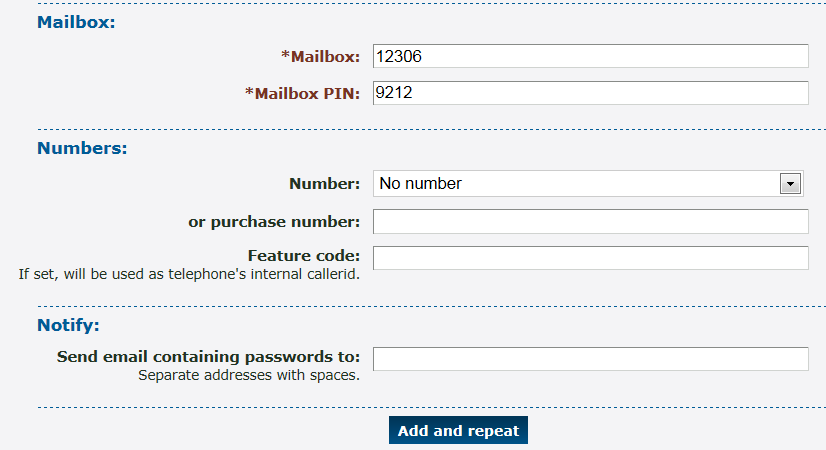 Mailbox:
*Mailbox: 12306
*Mailbox PIN: 9212
Numbers:
Number: No number
or purchase number:
Feature code:
If set, will be used as telephone's internal callerid.
Notify:
Send email containing passwords to:
Separate addresses with spaces.
Add and repeat